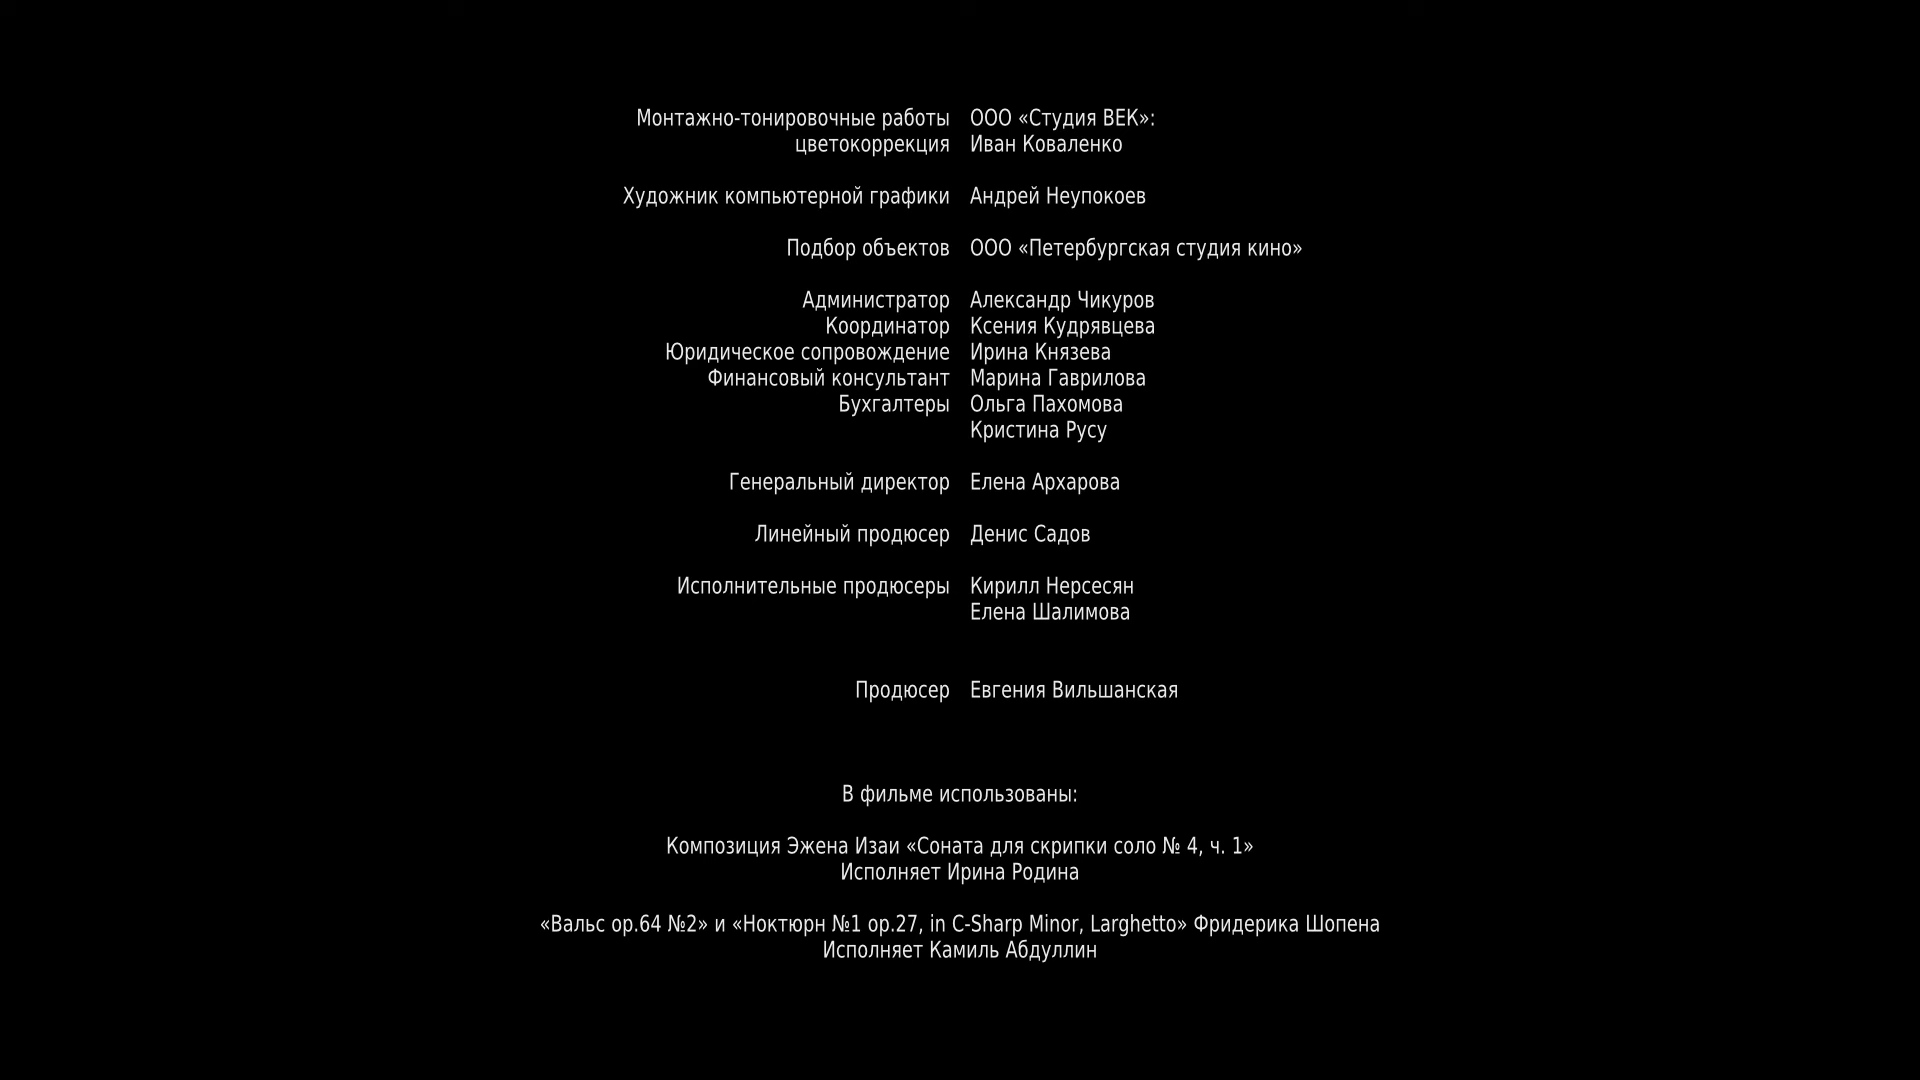 Монтажно-тонировочные работы ООО «Студия ВЕК»:
цветокоррекция Иван Коваленко
Художник компьютерной графики Андрей Неупокоев
Подбор объектов ООО «Петербургская студия кино»
Администратор Александр Чикуров
Координатор Ксения Кудрявцева
Юридическое сопровождение Ирина Князева
Финансовый консультант Марина Гаврилова
Бухгалтеры Ольга Пахомова
Кристина Русу
Генеральный директор Елена Архарова
Линейный продюсер Денис Садов
Исполнительные продюсеры Кирилл Нерсесян
Елена Шалимова
Продюсер Евгения Вильшанская
В фильме использованы:
Композиция Эжена Изаи «Соната для скрипки соло № 4, ч. 1»
Исполняет Ирина Родина
«Вальс op.64 №2» и «Ноктюрн №1 op.27, in C-Sharp Minor, Larghetto» Фридерика Шопена
Исполняет Камиль Абдуллин